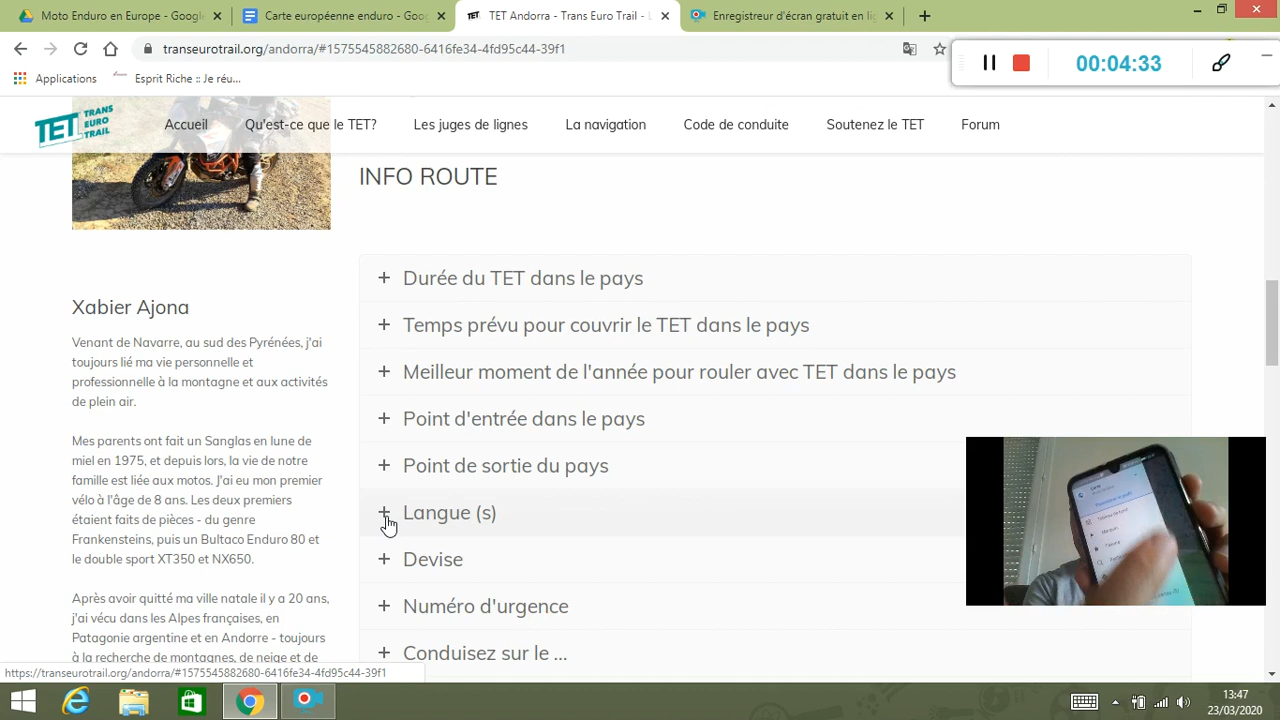 Moto Enduro en Europe - Google
Carte européenne enduro - Goo
TET Andorra - Trans Euro Trail - L
Enregistreur d'écran gratuit en lig
transeurotrail.org/andorra/#1575545882680-6416fe34-4fd95c44-39f1
00:04:33
Applications
Esprit Riche :: Je réu...
TET TRANS EURO TRAIL
Accueil
Qu'est-ce que le TET?
Les juges de lignes
La navigation
Code de conduite
Soutenez le TET
Forum
INFO ROUTE
Durée du TET dans le pays
Temps prévu pour couvrir le TET dans le pays
Meilleur moment de l'année pour rouler avec TET dans le pays
Point d'entrée dans le pays
Point de sortie du pays
Langue (s)
Devise
Numéro d'urgence
Conduisez sur le ...
Xabier Ajona
Venant de Navarre, au sud des Pyrénées, j'ai
toujours lié ma vie personnelle et
professionnelle à la montagne et aux activités
de plein air.
Mes parents ont fait un Sanglas en lune de
miel en 1975, et depuis lors, la vie de notre
famille est liée aux motos. J'ai eu mon premier
vélo à l'âge de 8 ans. Les deux premiers
étaient faits de pièces - du genre
Frankensteins, puis un Bultaco Enduro 80 et
le double sport XT350 et NX650.
Après avoir quitté ma ville natale il y a 20 ans,
j'ai vécu dans les Alpes françaises, en
Patagonie argentine et en Andorre - toujours
à la recherche de montagnes, de neige et de
https://transeurotrail.org/andorra/#1575545882680-6416fe34-4fd95c44-39f1
13:47
23/03/2020